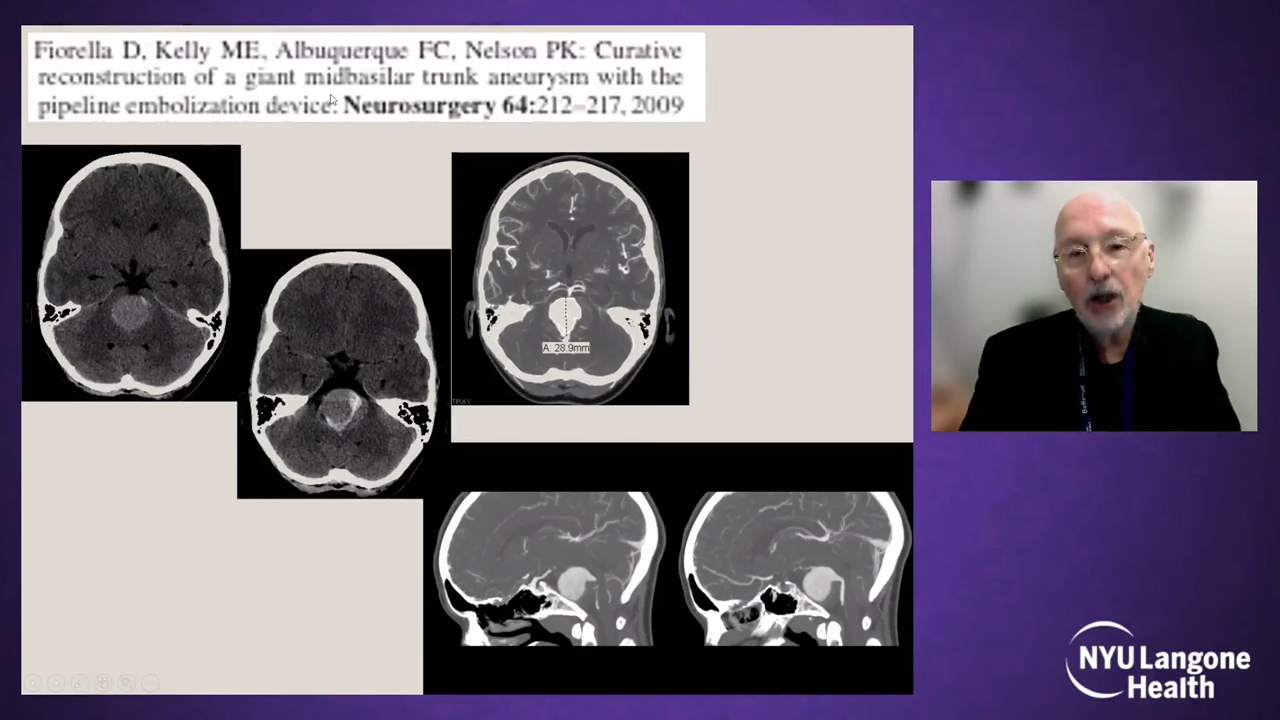 Fiorella D, Kelly ME, Albuquerque FC, Nelson PK: Curative
reconstruction of a giant midbasilar trunk aneurysm with the
pipeline embolization device. Neurosurgery 64:212–217, 2009
A: 28.9mm
Bellevue
NYU Langone
Health